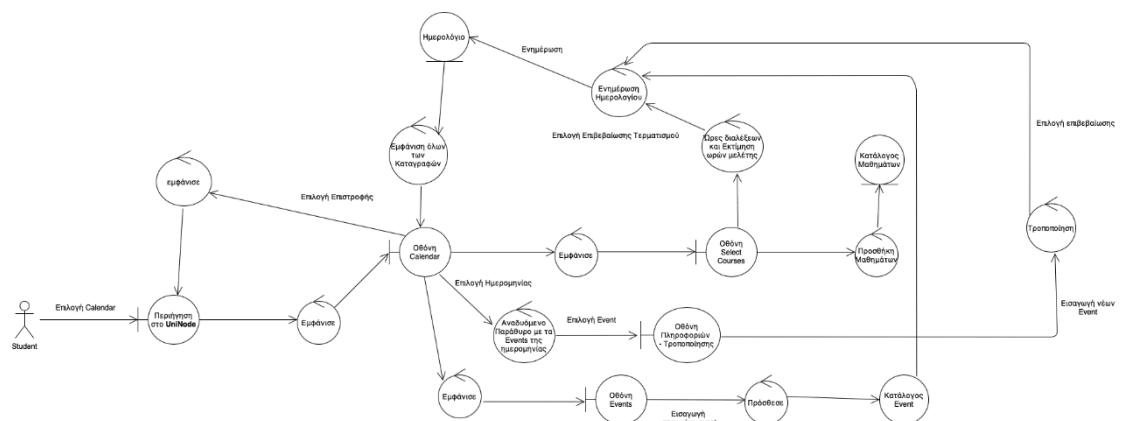 Ημερολόγιο
Ενημέρωση
Ενημέρωση
Ημερολογίου
Επιλογή επιβεβαίωσης
Επιλογή Επιβεβαίωσης Τερματισμού
Ώρες διαλέξεων
και Εκτίμηση
ωρών μελέτης
Εμφάνιση όλων
των
Καταγραφών
Κατάλογος
Μαθημάτων
εμφάνισε
Επιλογή Επιστροφής
Τροποποίηση
Οθόνη
Calendar
Εμφάνισε
Οθόνη
Select
Courses
Προσθήκη
Μαθημάτων
Επιλογή Ημερομηνίας
Εισαγωγή νέων
Event
Επιλογή Calendar
Student
Περιήγηση
στο UniNode
Εμφάνισε
Αναδυόμενο
Παράθυρο με τα
Events της
ημερομηνίας
Επιλογή Event
Οθόνη
Πληροφοριών
- Τροποποίησης
Εμφάνισε
Οθόνη
Events
Εισαγωγή
Πρόσθεσε
Κατάλογος
Event